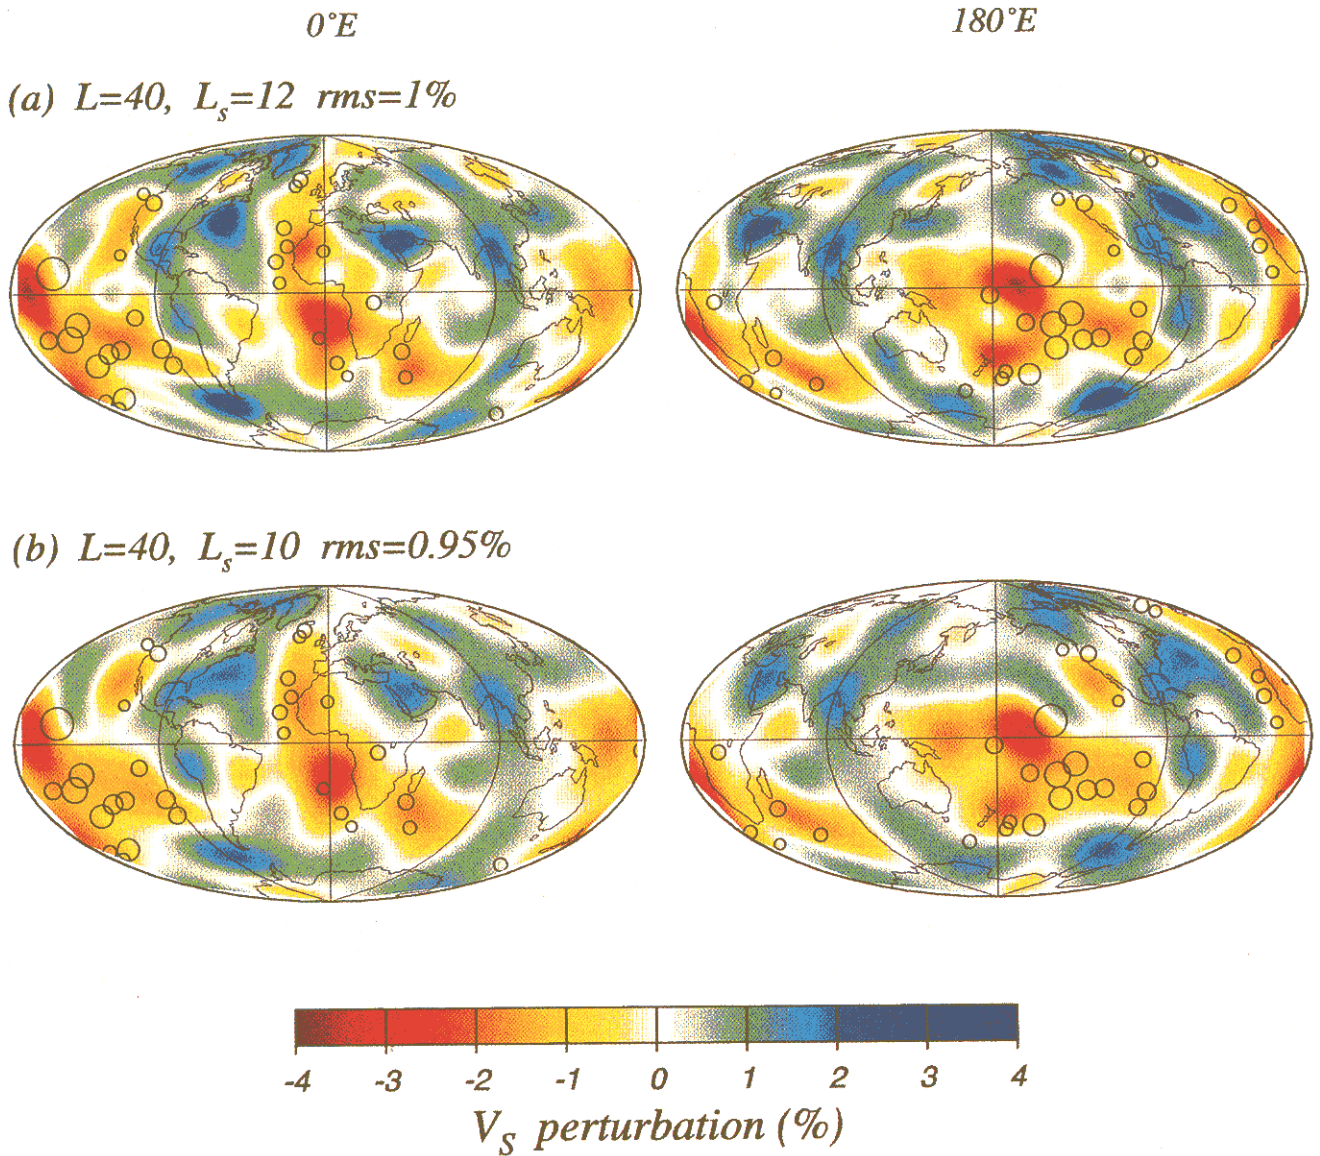 0°E 180°E
(a) L=40, Ls=12 rms=1%
(b) L=40, Ls=10 rms=0.95%
-4 -3 -2 -1 0 1 2 3 4
VS perturbation (%)